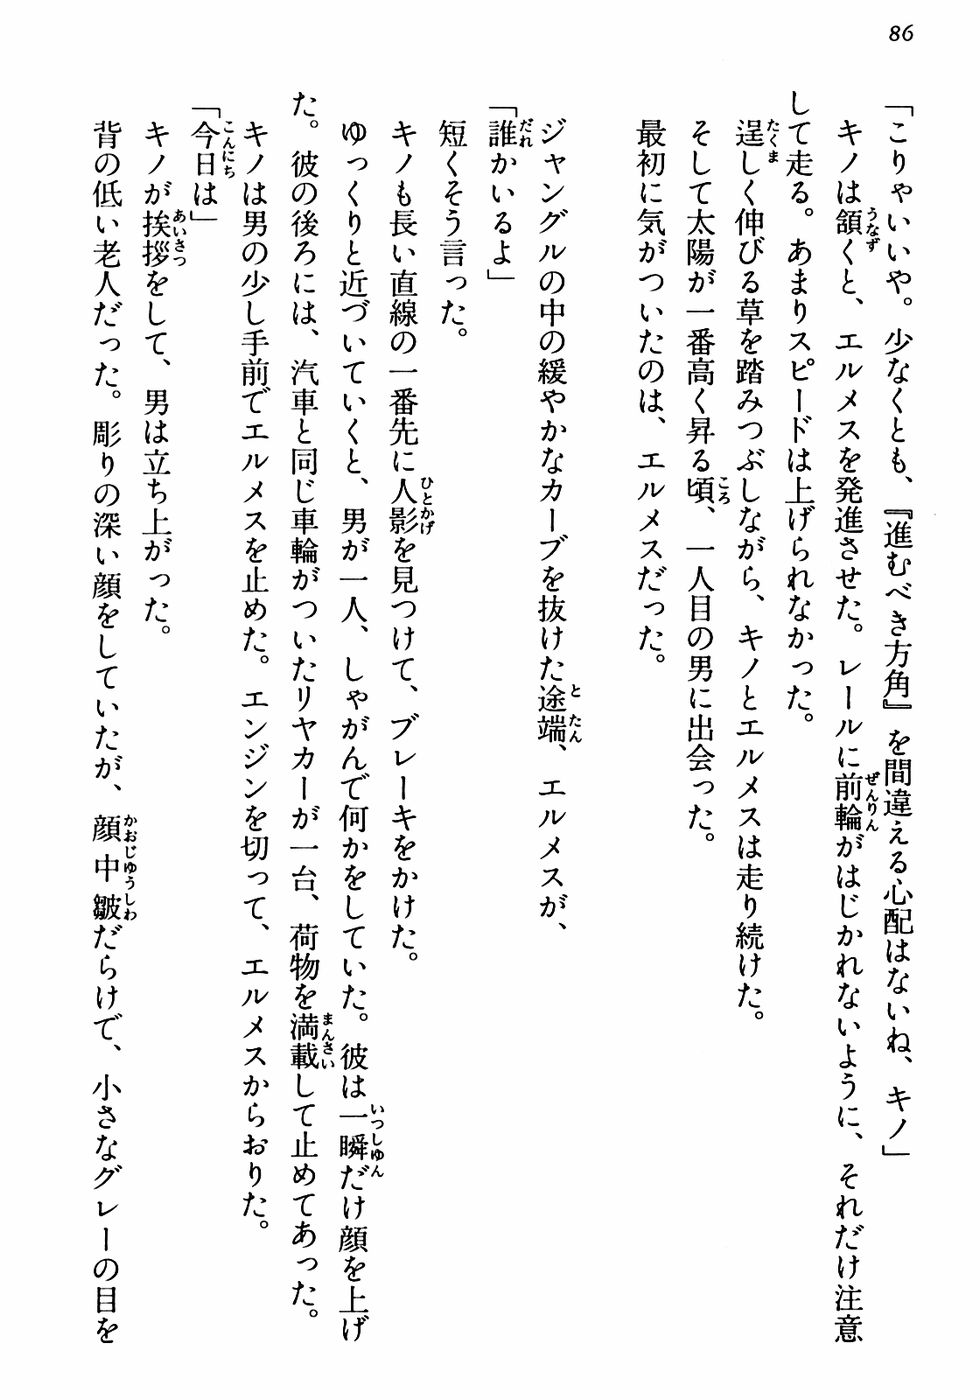 86
「こりゃいいや。少なくとも、『進むべき方角』を間違える心配はないね、キノ」
キノは頷くと、エルメスを発進させた。レールに前輪がはじかれないように、それだけ注意
して走る。あまりスピードは上げられなかった。
逞しく伸びる草を踏みつぶしながら、キノとエルメスは走り続けた。
そして太陽が一番高く昇る頃、一人目の男に出会った。
最初に気がついたのは、エルメスだった。
ジャングルの中の緩やかなカーブを抜けた途端、エルメスが、
「誰かいるよ」
短くそう言った。
キノも長い直線の一番先に人影を見つけて、ブレーキをかけた。
ゆっくりと近づいていくと、男が一人、しゃがんで何かをしていた。彼は一瞬だけ顔を上げ
た。彼の後ろには、汽車と同じ車輪がついたリヤカーが一台、荷物を満載して止めてあった。
キノは男の少し手前でエルメスを止めた。エンジンを切って、エルメスからおりた。
「今日は」
キノが挨拶をして、男は立ち上がった。
背の低い老人だった。彫りの深い顔をしていたが、顔中皺だらけで、小さなグレーの目を